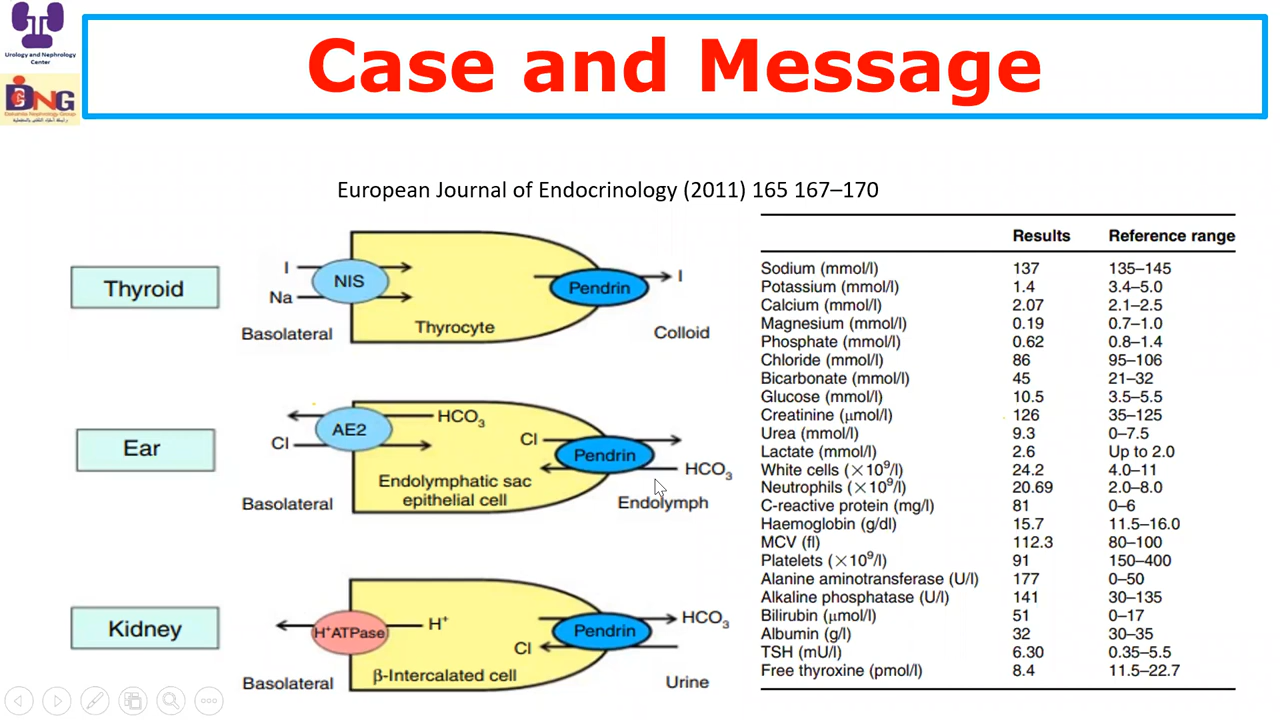 Urology and Nephrology
Center
DNG
Dakahlia Nephrology Group
Case and Message
European Journal of Endocrinology (2011) 165 167–170
Thyroid
I
Na
NIS
Pendrin
I
Basolateral
Thyrocyte
Colloid
Ear
HCO3
AE2
Cl
Cl
Pendrin
HCO3
Endolymphatic sac
epithelial cell
Basolateral
Endolymph
Kidney
H+ATPase
H+
Pendrin
HCO3
Cl
β-Intercalated cell
Basolateral
Urine
Results Reference range
Sodium (mmol/l) 137 135–145
Potassium (mmol/l) 1.4 3.4–5.0
Calcium (mmol/l) 2.07 2.1–2.5
Magnesium (mmol/l) 0.19 0.7–1.0
Phosphate (mmol/l) 0.62 0.8–1.4
Chloride (mmol/l) 86 95–106
Bicarbonate (mmol/l) 45 21–32
Glucose (mmol/l) 10.5 3.5–5.5
Creatinine (μmol/l) 126 35–125
Urea (mmol/l) 9.3 0–7.5
Lactate (mmol/l) 2.6 Up to 2.0
White cells (×10⁹/l) 24.2 4.0–11
Neutrophils (×10⁹/l) 20.69 2.0–8.0
C-reactive protein (mg/l) 81 0–6
Haemoglobin (g/dl) 15.7 11.5–16.0
MCV (fl) 112.3 80–100
Platelets (×10⁹/l) 91 150–400
Alanine aminotransferase (U/l) 177 0–50
Alkaline phosphatase (U/l) 141 30–135
Bilirubin (μmol/l) 51 0–17
Albumin (g/l) 32 30–35
TSH (mU/l) 6.30 0.35–5.5
Free thyroxine (pmol/l) 8.4 11.5–22.7